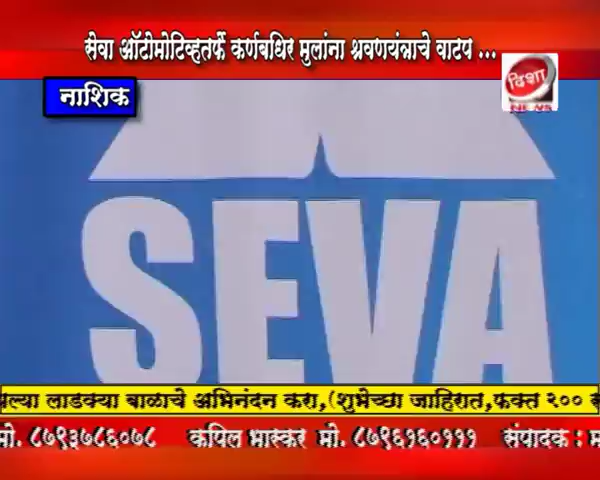 सेवा ऑटोमोटिव्हतर्फे कर्णबधिर मुलांना श्रवणयंत्राचे वाटप ...
दिशा
NEWS
नाशिक
SEVA
लाडक्या बाळाचे अभिनंदन करा,(शुभेच्छा जाहिरात,फक्त २००
मो. ८७९३७८६०७८ कपिल भास्कर मो. ८७९६१६०१११ संपादक :